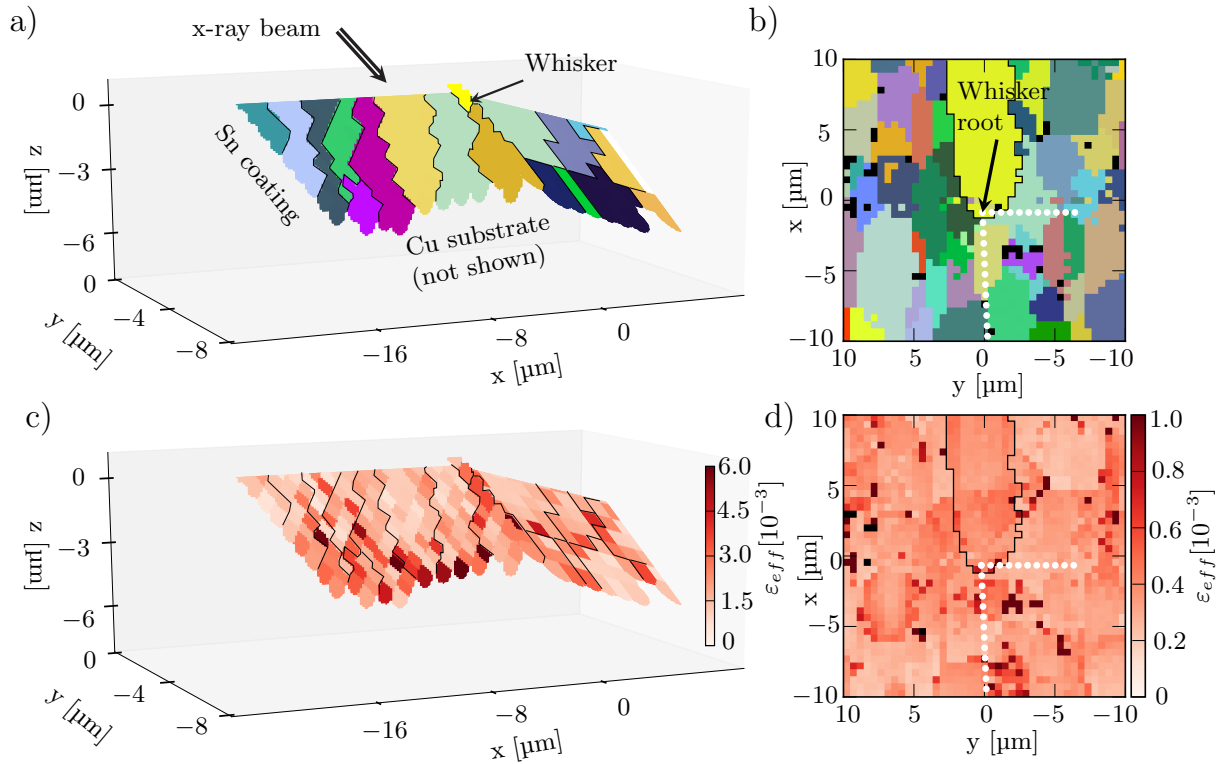 a)
x-ray beam
Whisker
0
−3
−6
0
z [µm]
Sn coating
Cu substrate
(not shown)
−4
−8
y [µm]
−16
−8
0
x [µm]
b)
10
5
0
−5
−10
x [µm]
Whisker
root
10
5
0
−5
−10
y [µm]
c)
0
−3
−6
0
z [µm]
−4
−8
y [µm]
−16
−8
0
x [µm]
6.0
4.5
3.0
1.5
0
εeff[10−3]
d)
10
5
0
−5
−10
x [µm]
10
5
0
−5
−10
y [µm]
1.0
0.8
0.6
0.4
0.2
0
εeff [10−3]